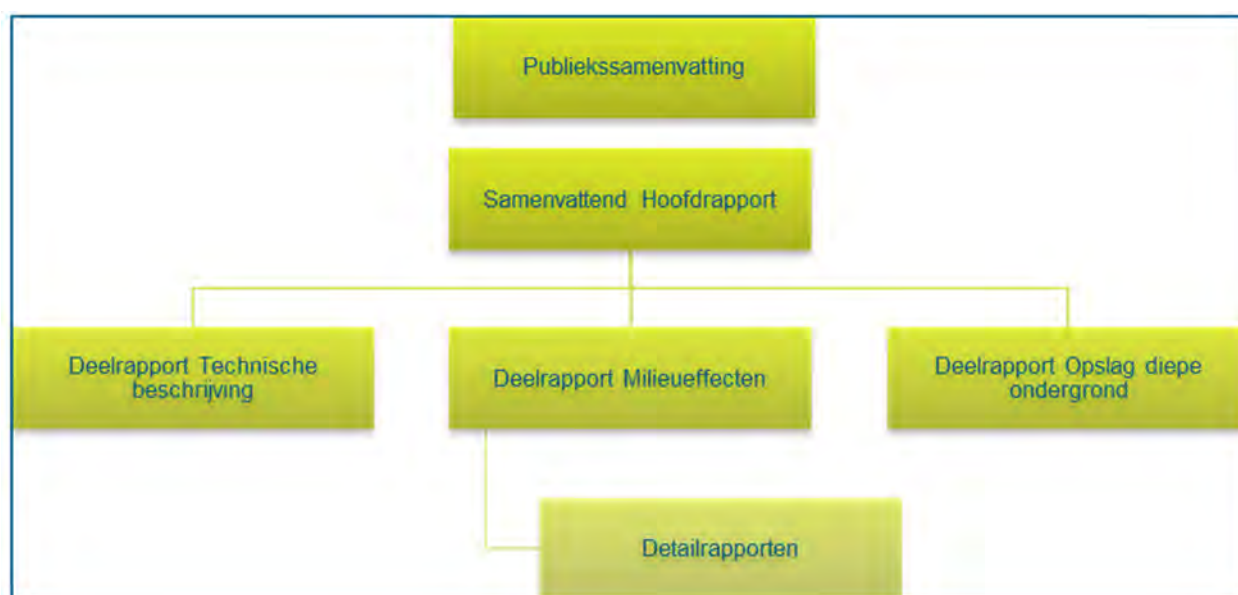 Publiekssamenvatting
Samenvattend Hoofdrapport
Deelrapport Technische
beschrijving
Deelrapport Milieueffecten
Deelrapport Opslag diepe
ondergrond
Detailrapporten